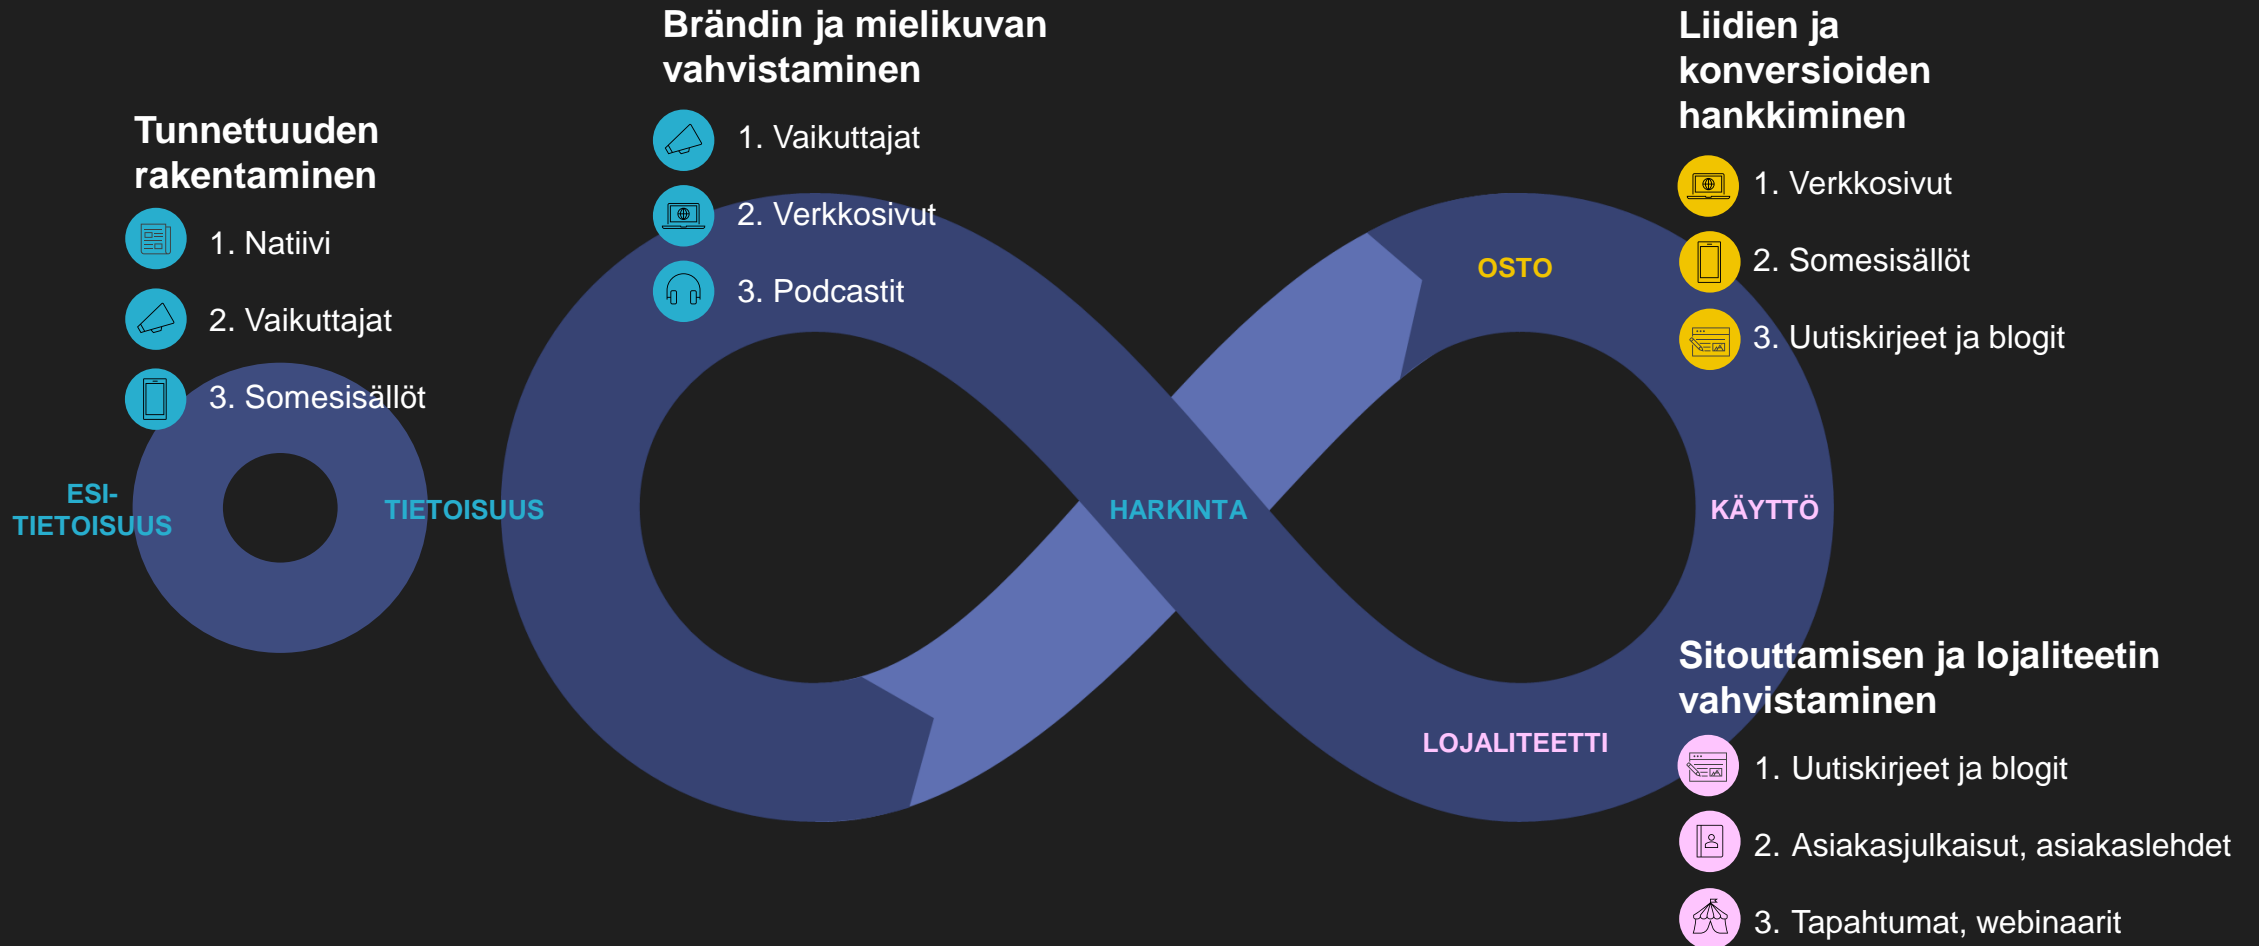 Tunnettuuden
rakentaminen
1. Natiivi
2. Vaikuttajat
3. Somesisällöt
Brändin ja mielikuvan
vahvistaminen
1. Vaikuttajat
2. Verkkosivut
3. Podcastit
Liidien ja
konversioiden
hankkiminen
1. Verkkosivut
2. Somesisällöt
3. Uutiskirjeet ja blogit
ESI-
TIETOISUUS
TIETOISUUS
HARKINTA
OSTO
KÄYTTÖ
LOJALITEETTI
Sitouttamisen ja lojaliteetin
vahvistaminen
1. Uutiskirjeet ja blogit
2. Asiakasjulkaisut, asiakaslehdet
3. Tapahtumat, webinaarit